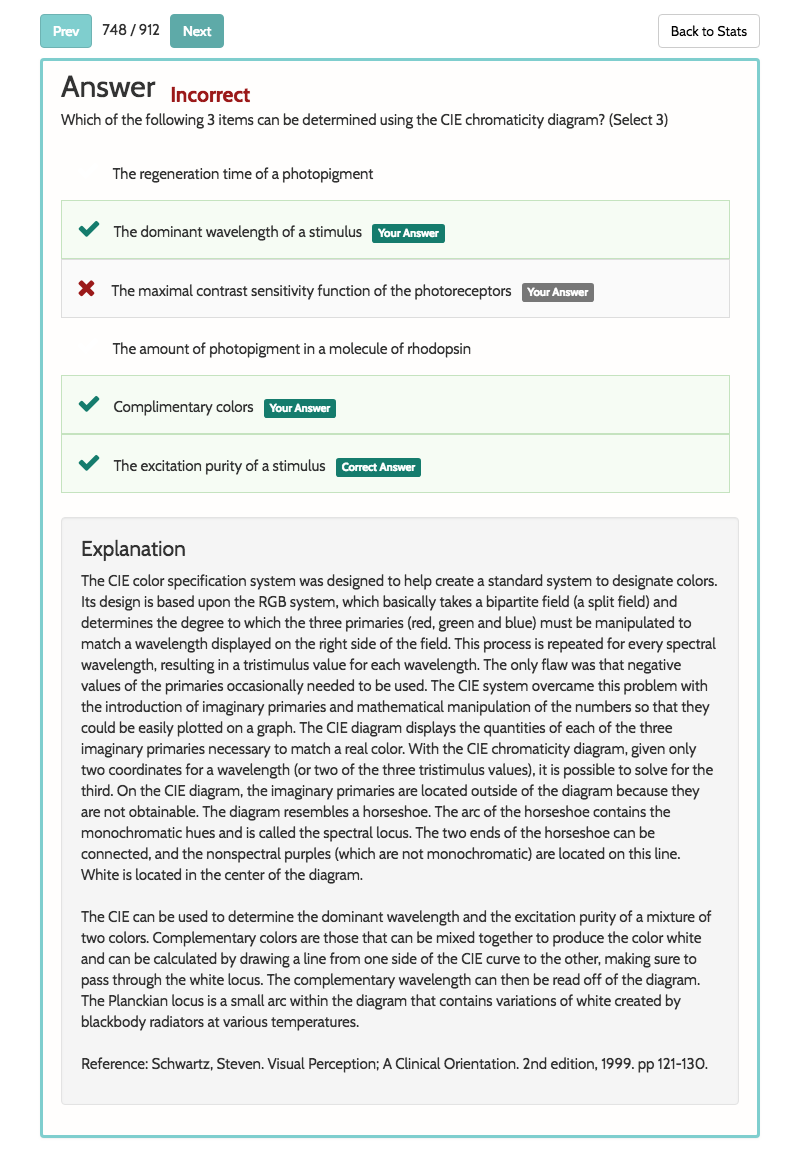 Prev 748 / 912 Next Back to Stats
Answer Incorrect
Which of the following 3 items can be determined using the CIE chromaticity diagram? (Select 3)
The regeneration time of a photopigment
The dominant wavelength of a stimulus Your Answer
The maximal contrast sensitivity function of the photoreceptors Your Answer
The amount of photopigment in a molecule of rhodopsin
Complimentary colors Your Answer
The excitation purity of a stimulus Correct Answer
Explanation
The CIE color specification system was designed to help create a standard system to designate colors.
Its design is based upon the RGB system, which basically takes a bipartite field (a split field) and
determines the degree to which the three primaries (red, green and blue) must be manipulated to
match a wavelength displayed on the right side of the field. This process is repeated for every spectral
wavelength, resulting in a tristimulus value for each wavelength. The only flaw was that negative
values of the primaries occasionally needed to be used. The CIE system overcame this problem with
the introduction of imaginary primaries and mathematical manipulation of the numbers so that they
could be easily plotted on a graph. The CIE diagram displays the quantities of each of the three
imaginary primaries necessary to match a real color. With the CIE chromaticity diagram, given only
two coordinates for a wavelength (or two of the three tristimulus values), it is possible to solve for the
third. On the CIE diagram, the imaginary primaries are located outside of the diagram because they
are not obtainable. The diagram resembles a horseshoe. The arc of the horseshoe contains the
monochromatic hues and is called the spectral locus. The two ends of the horseshoe can be
connected, and the nonspectral purples (which are not monochromatic) are located on this line.
White is located in the center of the diagram.
The CIE can be used to determine the dominant wavelength and the excitation purity of a mixture of
two colors. Complementary colors are those that can be mixed together to produce the color white
and can be calculated by drawing a line from one side of the CIE curve to the other, making sure to
pass through the white locus. The complementary wavelength can then be read off of the diagram.
The Planckian locus is a small arc within the diagram that contains variations of white created by
blackbody radiators at various temperatures.
Reference: Schwartz, Steven. Visual Perception; A Clinical Orientation. 2nd edition, 1999. pp 121-130.